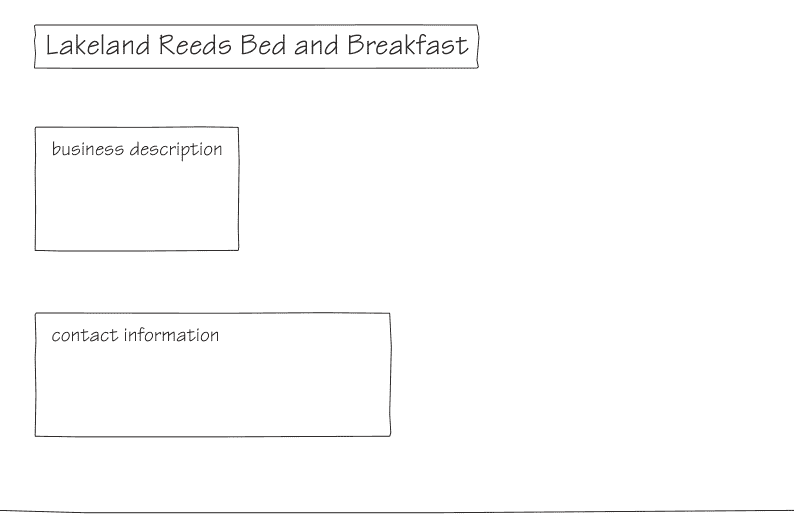 Lakeland Reeds Bed and Breakfast
business description
contact information